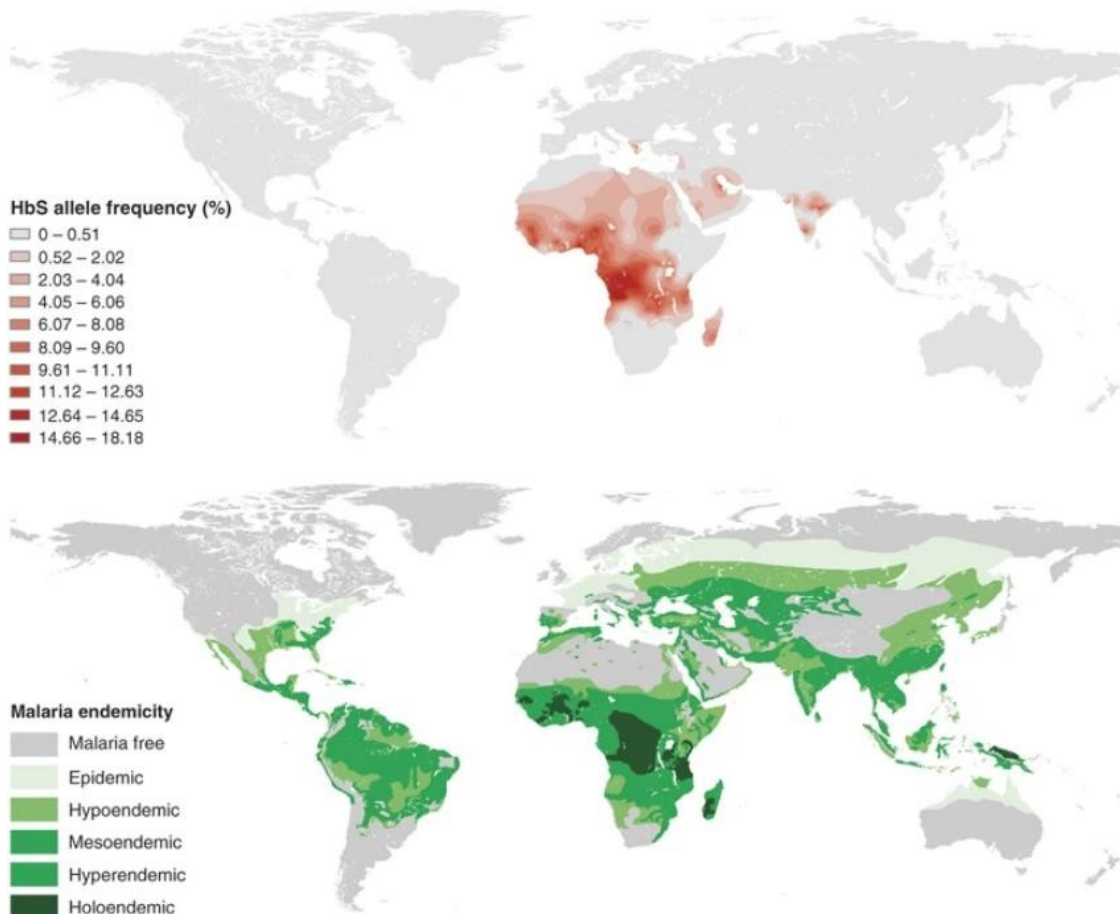 HbS allele frequency (%)
0 – 0.51
0.52 – 2.02
2.03 – 4.04
4.05 – 6.06
6.07 – 8.08
8.09 – 9.60
9.61 – 11.11
11.12 – 12.63
12.64 – 14.65
14.66 – 18.18
Malaria endemicity
Malaria free
Epidemic
Hypoendemic
Mesoendemic
Hyperendemic
Holoendemic